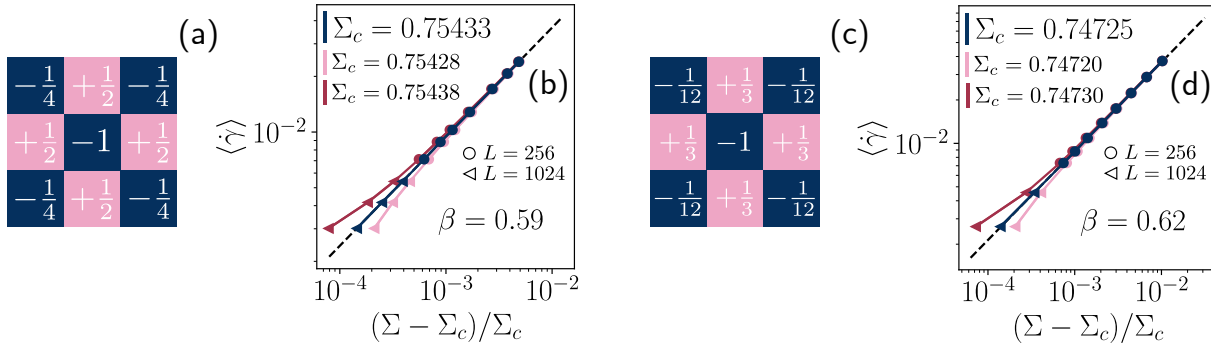 (a)
−1/4 +1/2 −1/4
+1/2 −1 +1/2
−1/4 +1/2 −1/4
(b)
Σc = 0.75433
Σc = 0.75428
Σc = 0.75438
L = 256
L = 1024
β = 0.59
⟨γ̇⟩
10⁻²
10⁻⁴ 10⁻³ 10⁻²
(Σ − Σc)/Σc
(c)
−1/12 +1/3 −1/12
+1/3 −1 +1/3
−1/12 +1/3 −1/12
(d)
Σc = 0.74725
Σc = 0.74720
Σc = 0.74730
L = 256
L = 1024
β = 0.62
⟨γ̇⟩
10⁻²
10⁻⁴ 10⁻³ 10⁻²
(Σ − Σc)/Σc